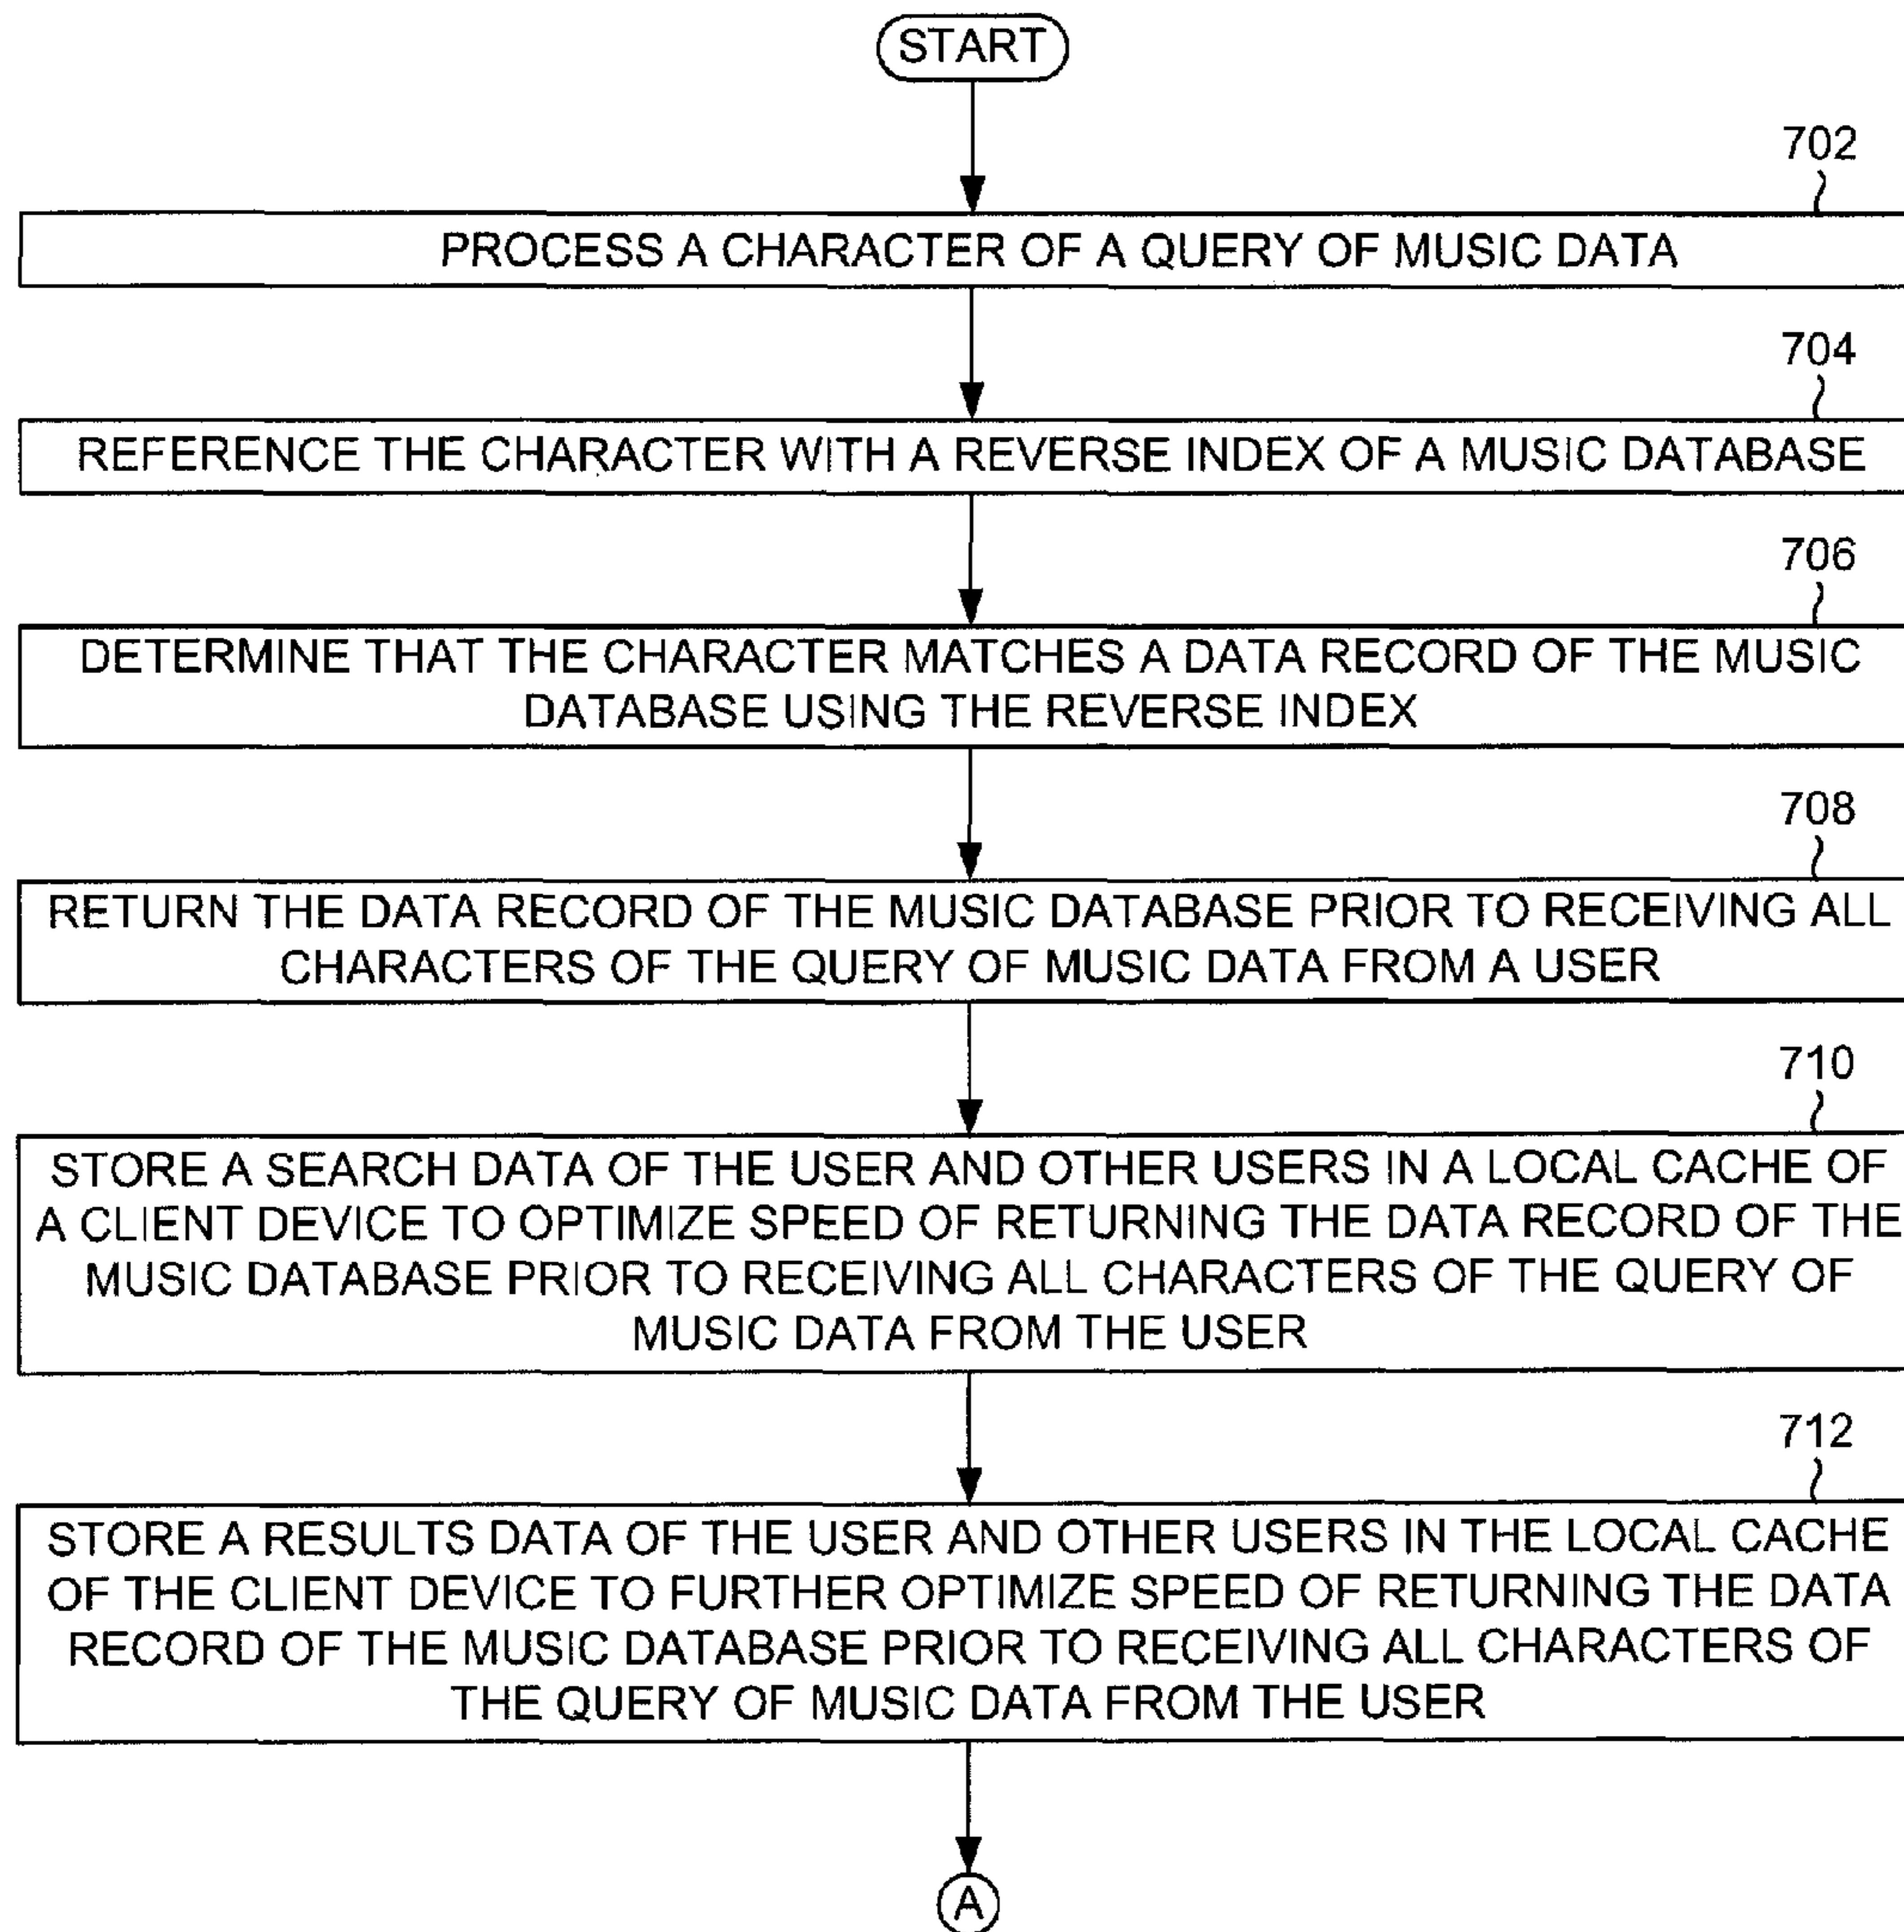 START
702
PROCESS A CHARACTER OF A QUERY OF MUSIC DATA
704
REFERENCE THE CHARACTER WITH A REVERSE INDEX OF A MUSIC DATABASE
706
DETERMINE THAT THE CHARACTER MATCHES A DATA RECORD OF THE MUSIC
DATABASE USING THE REVERSE INDEX
708
RETURN THE DATA RECORD OF THE MUSIC DATABASE PRIOR TO RECEIVING ALL
CHARACTERS OF THE QUERY OF MUSIC DATA FROM A USER
710
STORE A SEARCH DATA OF THE USER AND OTHER USERS IN A LOCAL CACHE OF
A CLIENT DEVICE TO OPTIMIZE SPEED OF RETURNING THE DATA RECORD OF THE
MUSIC DATABASE PRIOR TO RECEIVING ALL CHARACTERS OF THE QUERY OF
MUSIC DATA FROM THE USER
712
STORE A RESULTS DATA OF THE USER AND OTHER USERS IN THE LOCAL CACHE
OF THE CLIENT DEVICE TO FURTHER OPTIMIZE SPEED OF RETURNING THE DATA
RECORD OF THE MUSIC DATABASE PRIOR TO RECEIVING ALL CHARACTERS OF
THE QUERY OF MUSIC DATA FROM THE USER
A